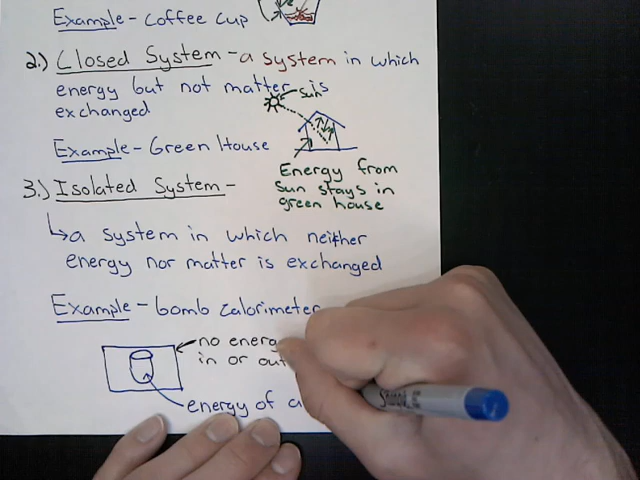 Example - Coffee Cup
2.) Closed System - a system in which
energy but not matter is
exchanged
Sun
Example - Green House
Energy from
Sun stays in
green house
3.) Isolated System -
a system in which neither
energy nor matter is exchanged
Example - bomb calorimeter
no energy
in or out
energy of